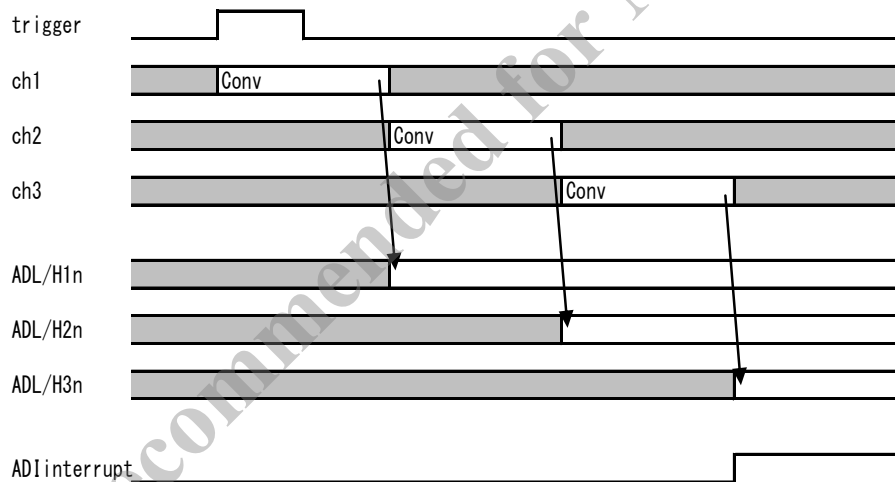 trigger
ch1 Conv
ch2 Conv
ch3 Conv
ADL/H1n
ADL/H2n
ADL/H3n
ADIinterrupt